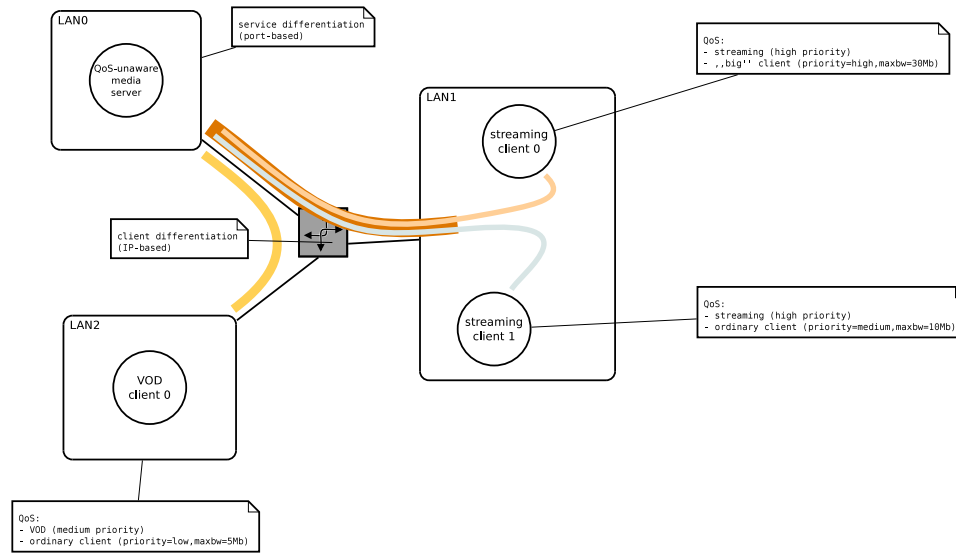 LAN0
QoS-unaware
media
server
service differentiation
(port-based)
QoS:
- streaming (high priority)
- ,,big'' client (priority=high,maxbw=30Mb)
LAN1
streaming
client 0
client differentiation
(IP-based)
streaming
client 1
QoS:
- streaming (high priority)
- ordinary client (priority=medium,maxbw=10Mb)
LAN2
VOD
client 0
QoS:
- VOD (medium priority)
- ordinary client (priority=low,maxbw=5Mb)